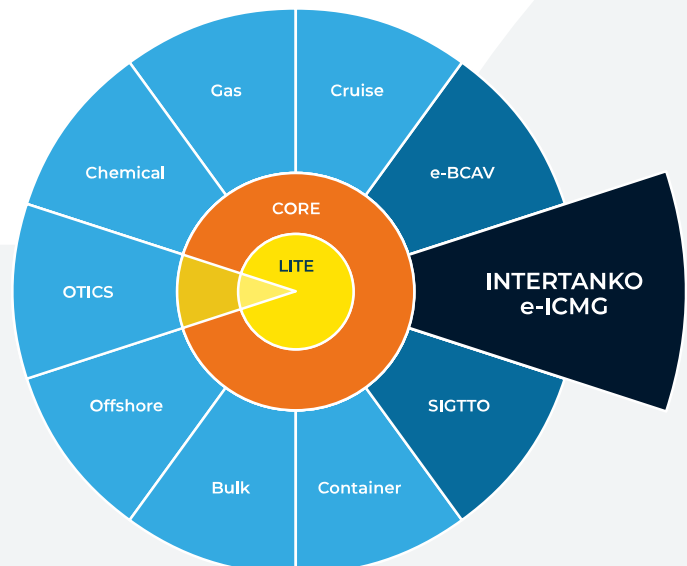 Gas
Cruise
Chemical
e-BCAV
CORE
LITE
OTICS
INTERTANKO
e-ICMG
Offshore
SIGTTO
Bulk
Container